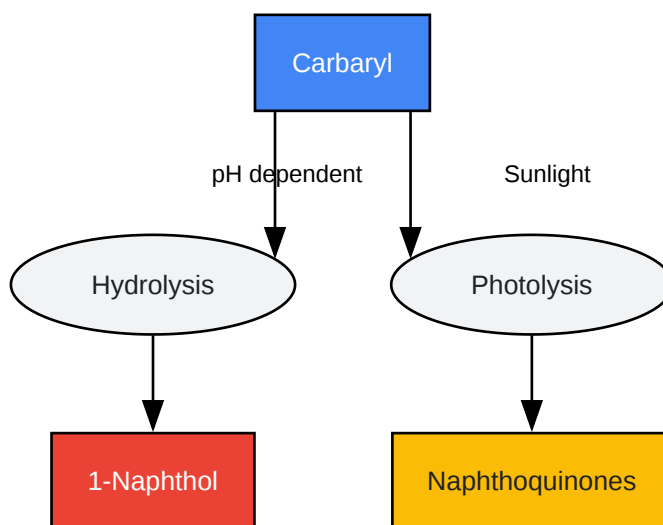 Carbaryl
pH dependent
Sunlight
Hydrolysis
Photolysis
1-Naphthol
Naphthoquinones